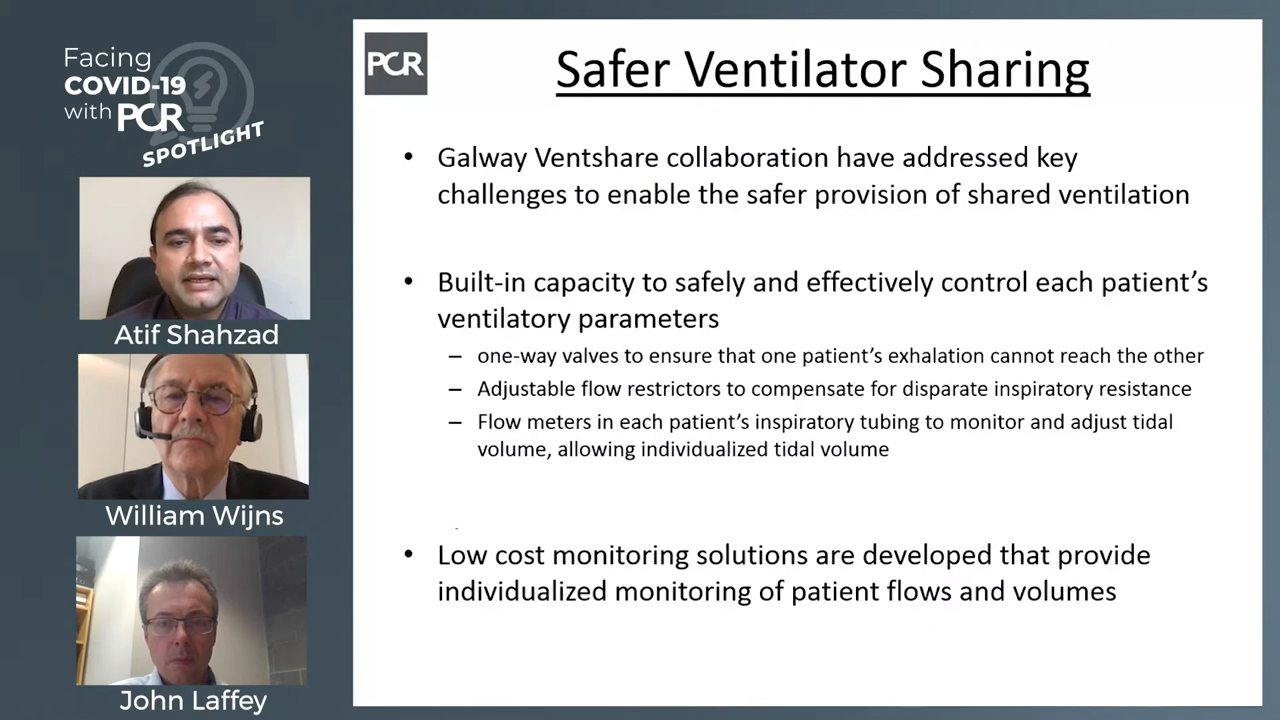 Facing
COVID-19
with PCR
SPOTLIGHT
Atif Shahzad
William Wijns
John Laffey
PCR
Safer Ventilator Sharing
• Galway Ventshare collaboration have addressed key
challenges to enable the safer provision of shared ventilation
• Built-in capacity to safely and effectively control each patient’s
ventilatory parameters
– one-way valves to ensure that one patient’s exhalation cannot reach the other
– Adjustable flow restrictors to compensate for disparate inspiratory resistance
– Flow meters in each patient’s inspiratory tubing to monitor and adjust tidal
volume, allowing individualized tidal volume
• Low cost monitoring solutions are developed that provide
individualized monitoring of patient flows and volumes